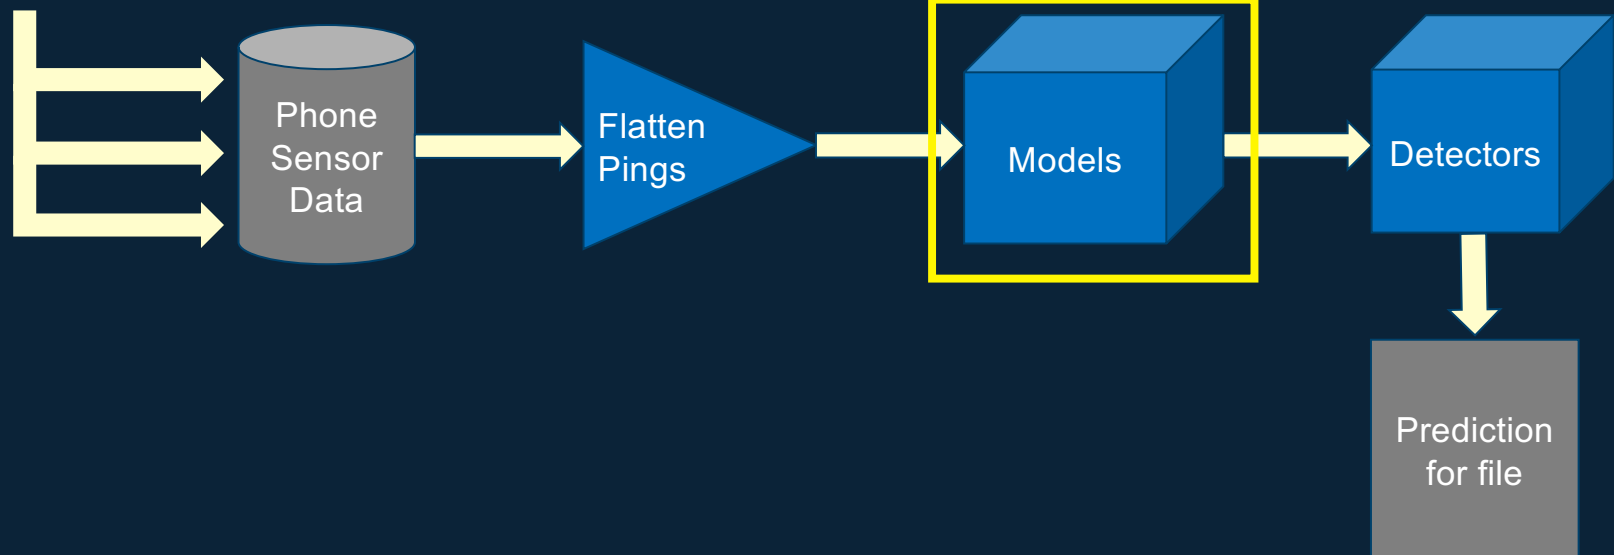 Phone
Sensor
Data
Flatten
Pings
Models
Detectors
Prediction
for file